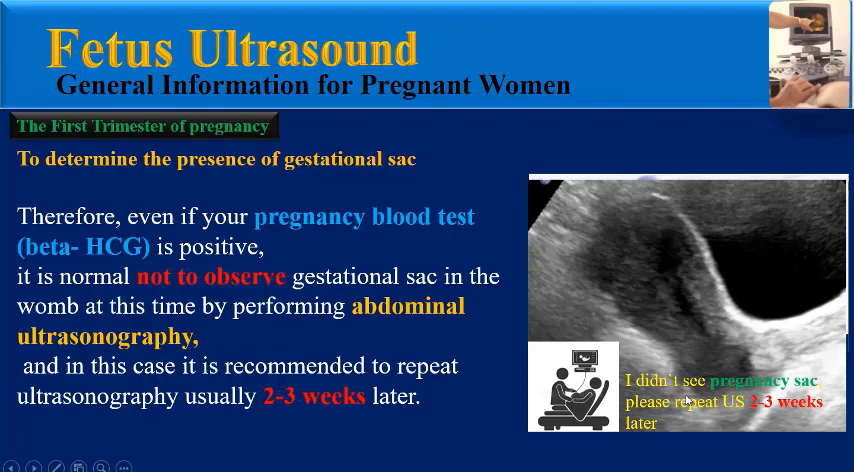 Fetus Ultrasound
General Information for Pregnant Women
The First Trimester of pregnancy
To determine the presence of gestational sac
Therefore, even if your pregnancy blood test
(beta- HCG) is positive,
it is normal not to observe gestational sac in the
womb at this time by performing abdominal
ultrasonography,
and in this case it is recommended to repeat
ultrasonography usually 2-3 weeks later.
I didn`t see pregnancy sac
please repeat US 2-3 weeks
later